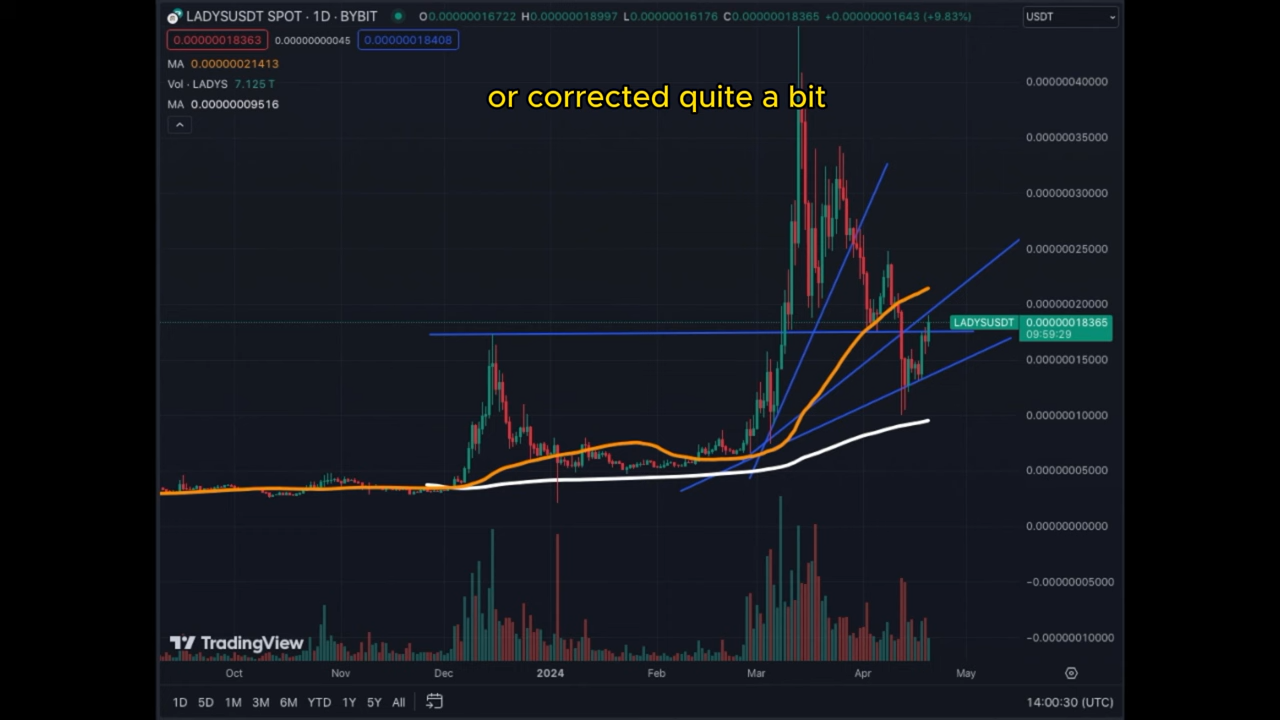 LADYSUSDT SPOT · 1D · BYBIT O0.00000016722 H0.00000018997 L0.00000016176 C0.00000018365 +0.00000001643 (+9.83%) USDT
0.00000018363 0.00000000045 0.00000018408
MA 0.00000021413
Vol · LADYS 7.125 T
MA 0.00000009516
or corrected quite a bit
0.00000040000
0.00000035000
0.00000030000
0.00000025000
0.00000020000
LADYSUSDT 0.00000018365
09:59:29
0.00000015000
0.00000010000
0.00000005000
0.00000000000
−0.00000005000
−0.00000010000
TradingView
Oct Nov Dec 2024 Feb Mar Apr May
1D 5D 1M 3M 6M YTD 1Y 5Y All 14:00:30 (UTC)